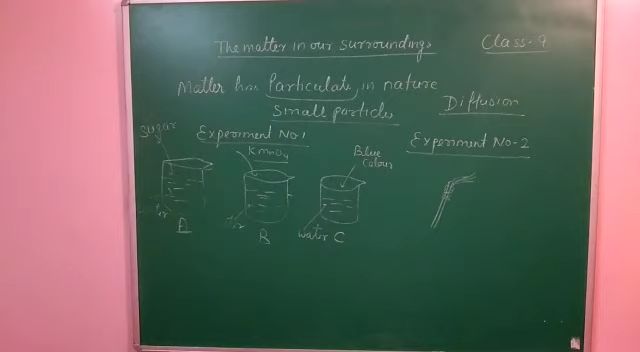 The matter in our surroundings
Class-9
Matter has Particulate in nature
Small particles
Diffusion
Experiment No-1
Experiment No-2
Sugar
KMnO4
Blue
Colour
A
B
water C